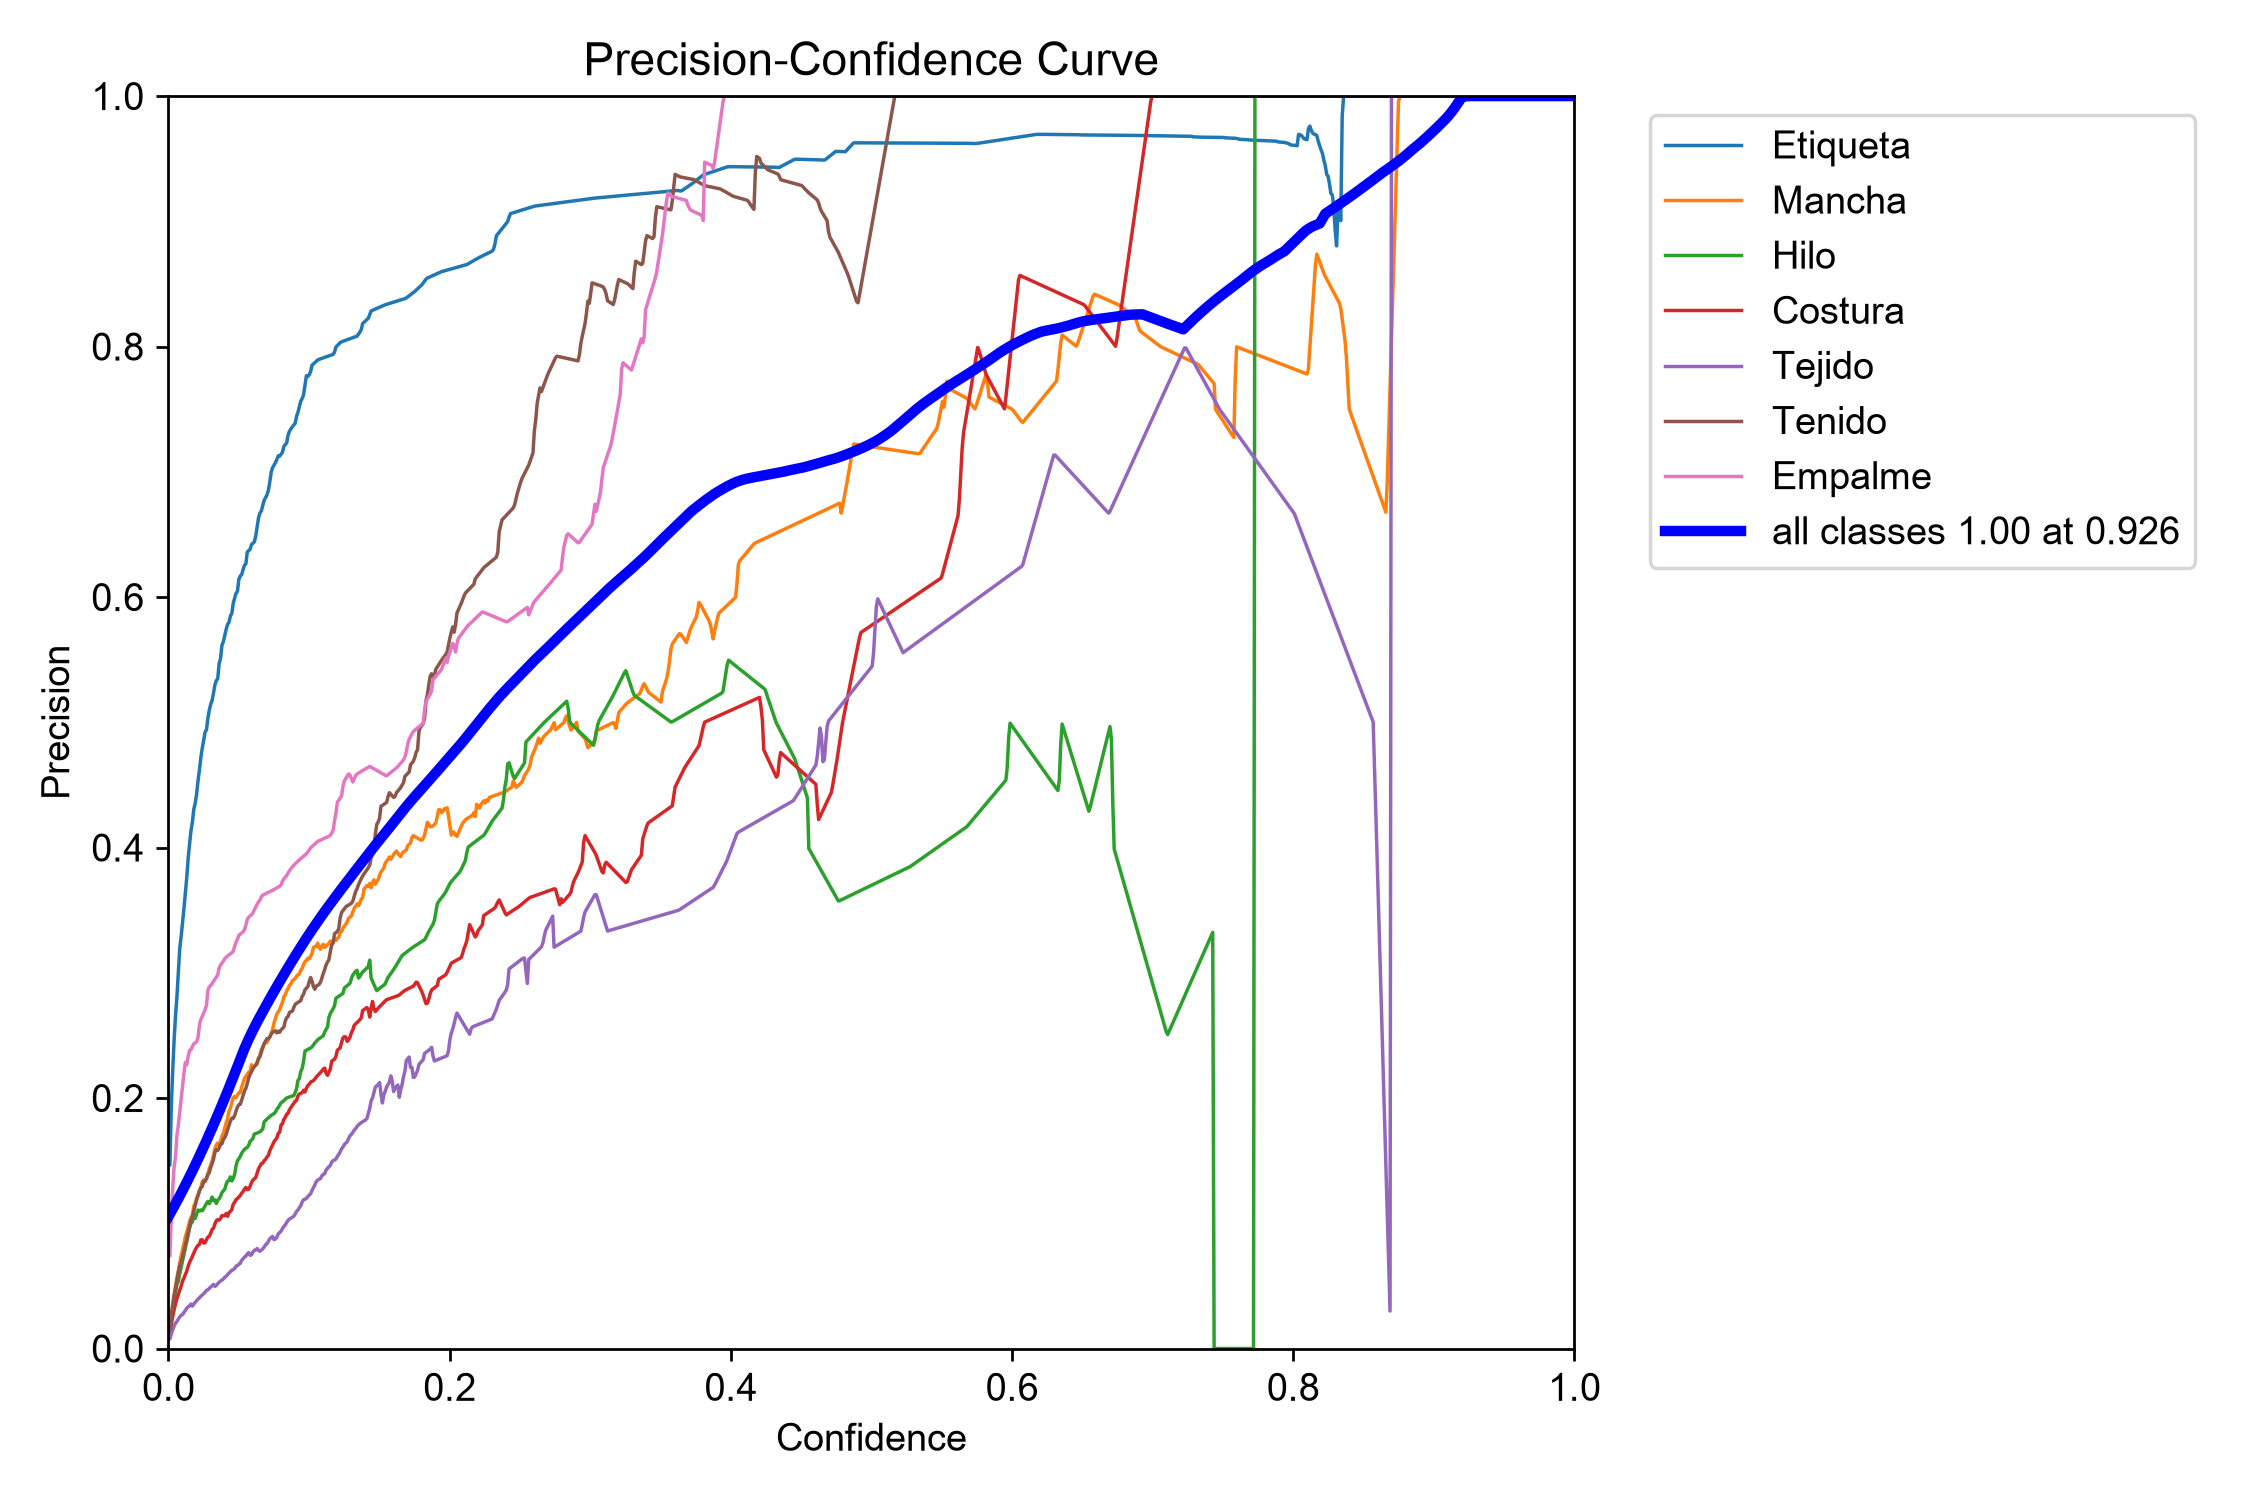 Precision-Confidence Curve
1.0
0.8
0.6
0.4
0.2
0.0
Precision
0.0 0.2 0.4 0.6 0.8 1.0
Confidence
Etiqueta
Mancha
Hilo
Costura
Tejido
Tenido
Empalme
all classes 1.00 at 0.926